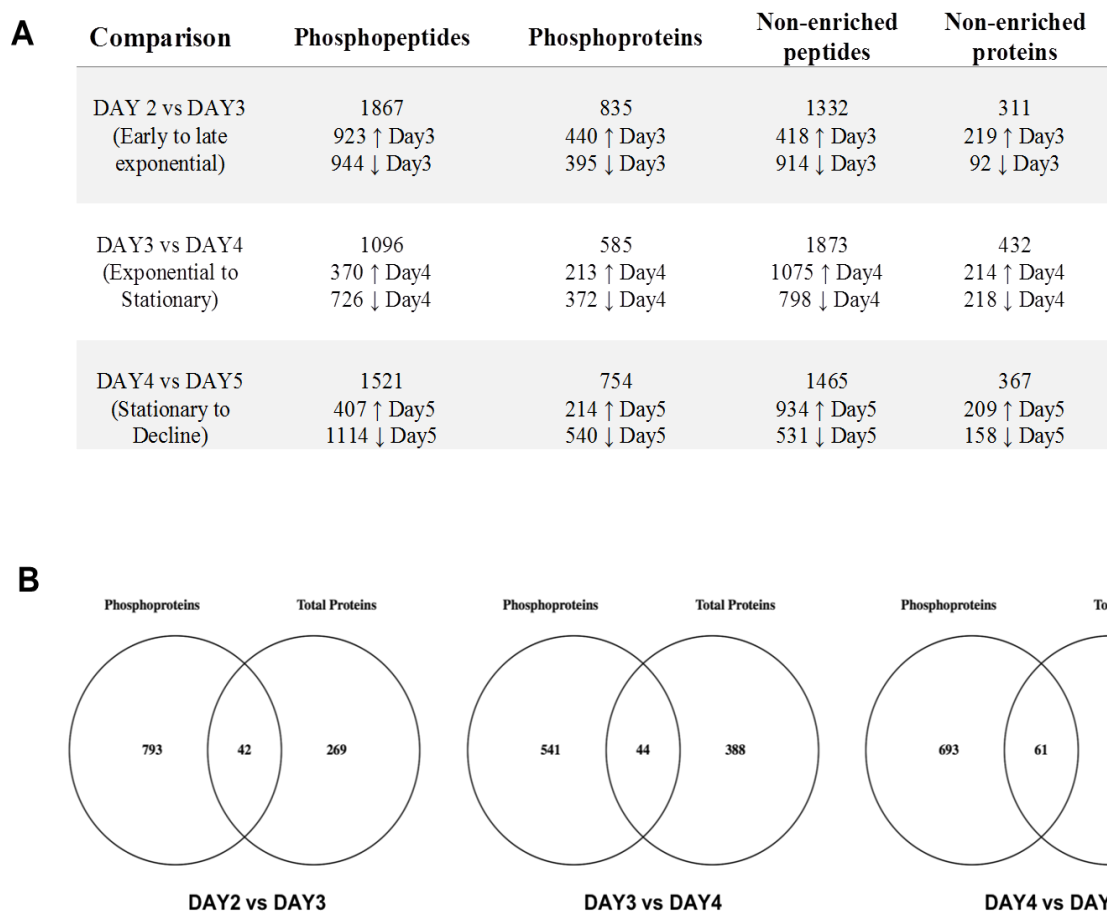 A
Comparison Phosphopeptides Phosphoproteins Non-enriched peptides Non-enriched proteins
DAY 2 vs DAY3 1867 835 1332 311
(Early to late 923 ↑ Day3 440 ↑ Day3 418 ↑ Day3 219 ↑ Day3
exponential) 944 ↓ Day3 395 ↓ Day3 914 ↓ Day3 92 ↓ Day3
DAY3 vs DAY4 1096 585 1873 432
(Exponential to 370 ↑ Day4 213 ↑ Day4 1075 ↑ Day4 214 ↑ Day4
Stationary) 726 ↓ Day4 372 ↓ Day4 798 ↓ Day4 218 ↓ Day4
DAY4 vs DAY5 1521 754 1465 367
(Stationary to 407 ↑ Day5 214 ↑ Day5 934 ↑ Day5 209 ↑ Day5
Decline) 1114 ↓ Day5 540 ↓ Day5 531 ↓ Day5 158 ↓ Day5
B
Phosphoproteins Total Proteins Phosphoproteins Total Proteins Phosphoproteins
793 42 269 541 44 388 693 61
DAY2 vs DAY3 DAY3 vs DAY4 DAY4 vs